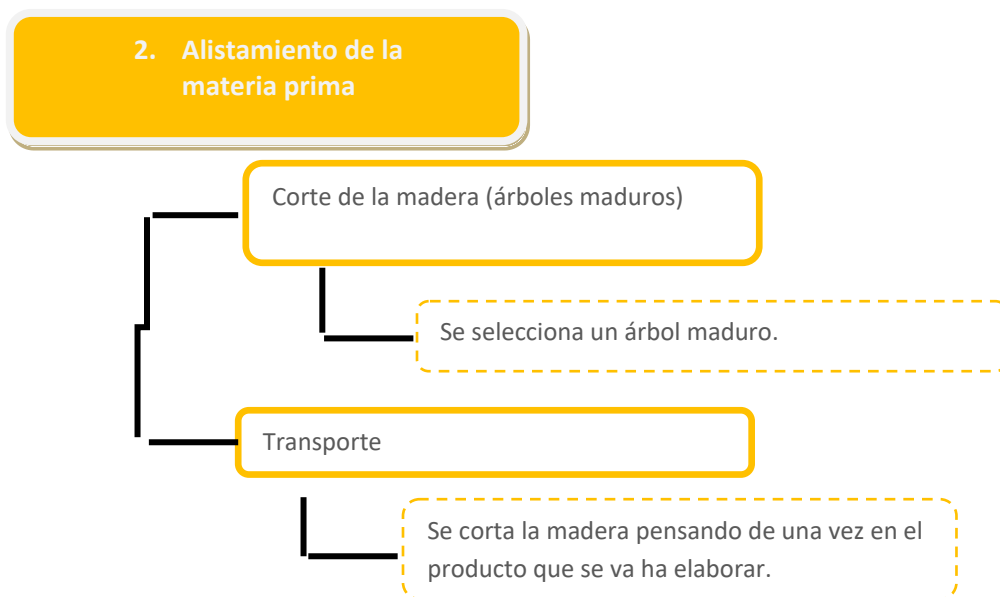 2. Alistamiento de la
materia prima
Corte de la madera (árboles maduros)
Se selecciona un árbol maduro.
Transporte
Se corta la madera pensando de una vez en el
producto que se va ha elaborar.